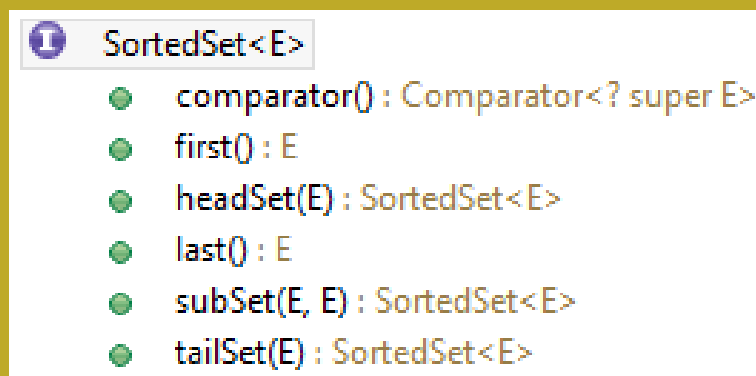 SortedSet<E>
comparator() : Comparator<? super E>
first() : E
headSet(E) : SortedSet<E>
last() : E
subSet(E, E) : SortedSet<E>
tailSet(E) : SortedSet<E>